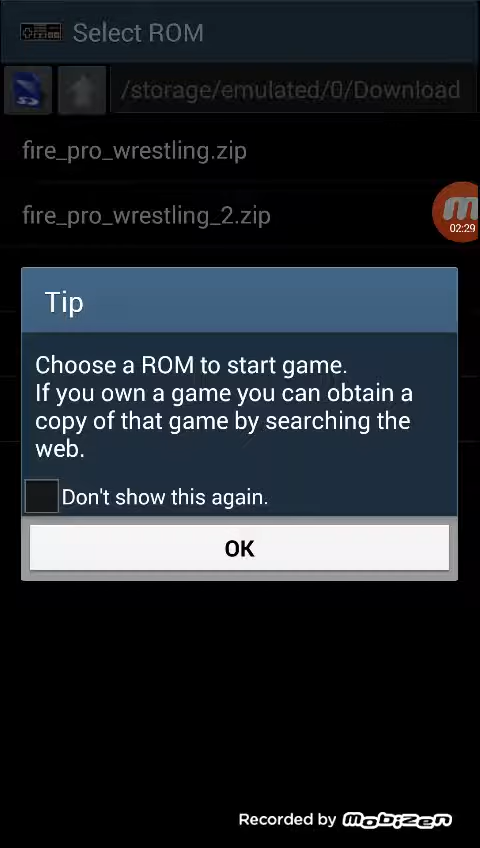 Select ROM
SD
/storage/emulated/0/Download
fire_pro_wrestling.zip
fire_pro_wrestling_2.zip
02:29
Tip
Choose a ROM to start game.
If you own a game you can obtain a
copy of that game by searching the
web.
Don't show this again.
OK
Recorded by Mobizen